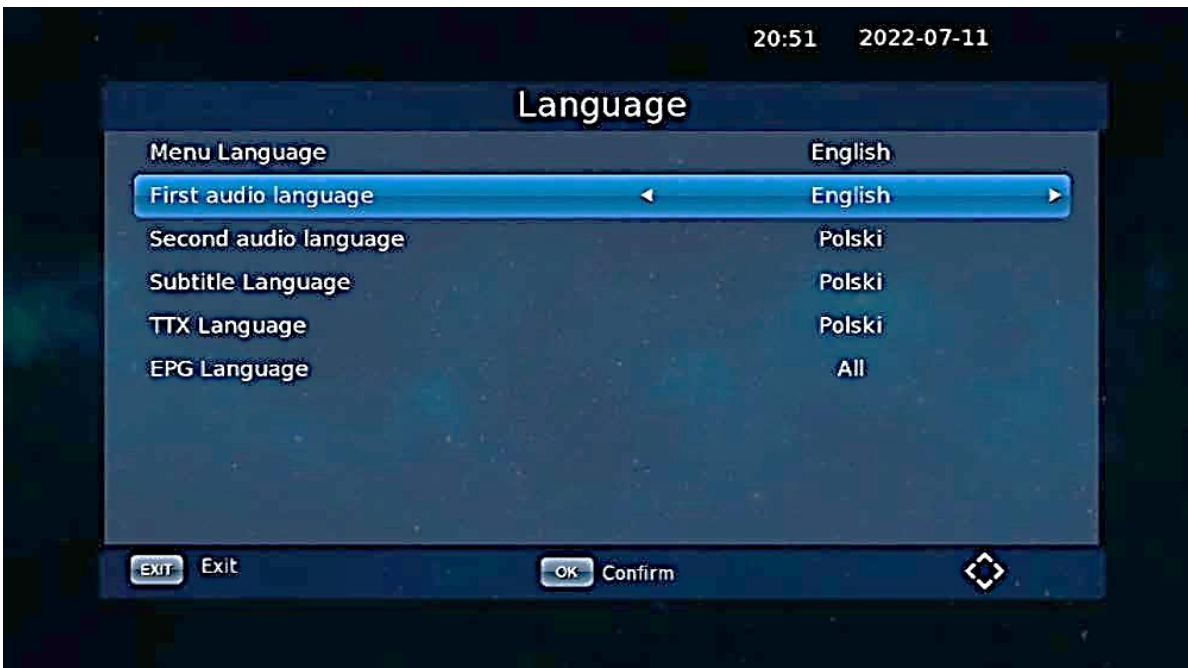 20:51 2022-07-11
Language
Menu Language English
First audio language English
Second audio language Polski
Subtitle Language Polski
TTX Language Polski
EPG Language All
EXIT Exit OK Confirm